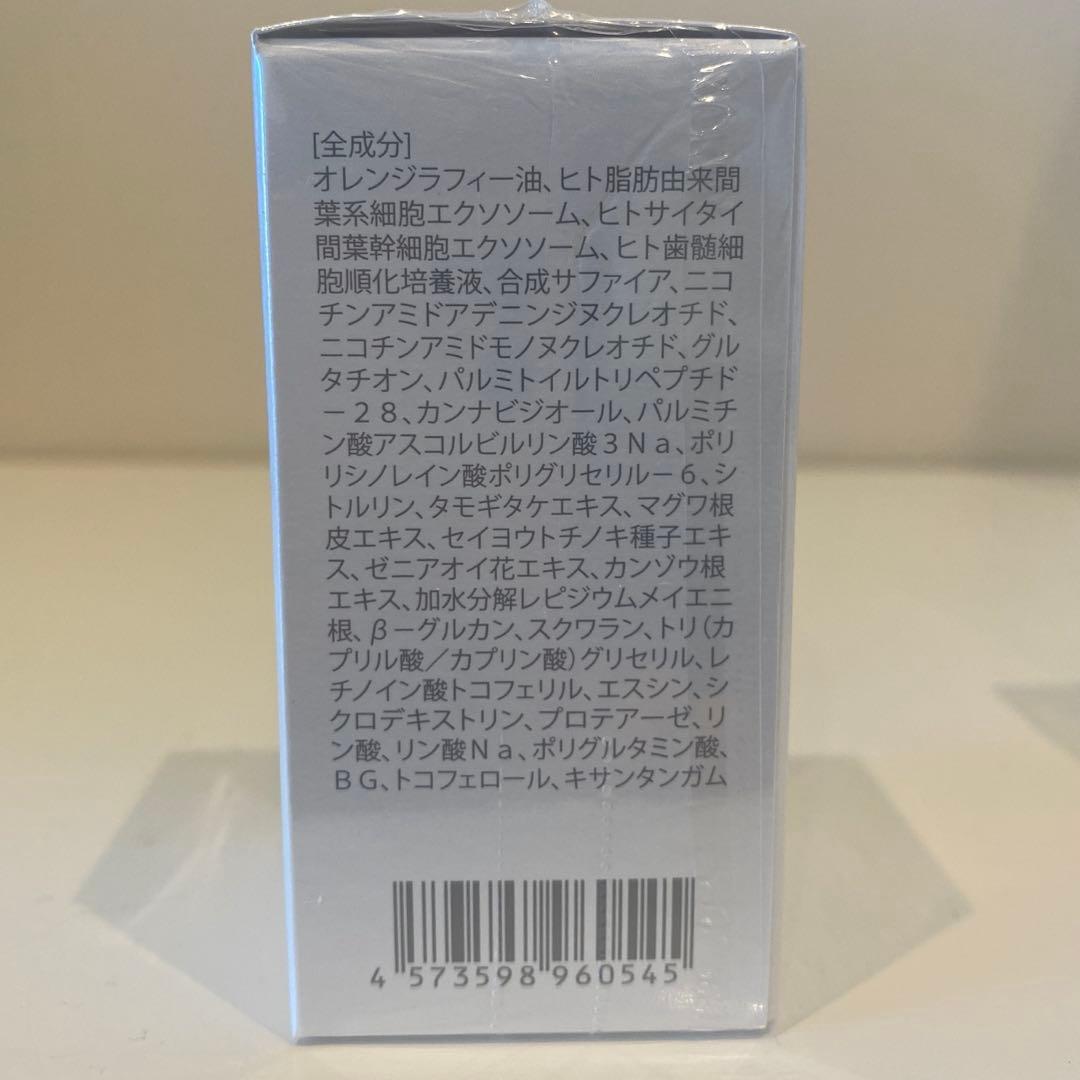 [全成分]
オレンジラフィー油、ヒト脂肪由来間
葉系細胞エクソソーム、ヒトサイタイ
間葉幹細胞エクソソーム、ヒト歯髄細
胞順化培養液、合成サファイア、ニコ
チンアミドアデニンジヌクレオチド、
ニコチンアミドモノヌクレオチド、グル
タチオン、パルミトイルトリペプチド
－２８、カンナビジオール、パルミチ
ン酸アスコルビルリン酸３Ｎａ、ポリ
リシノレイン酸ポリグリセリル－６、シ
トルリン、タモギタケエキス、マグワ根
皮エキス、セイヨウトチノキ種子エキ
ス、ゼニアオイ花エキス、カンゾウ根
エキス、加水分解レピジウムメイエニ
根、β－グルカン、スクワラン、トリ（カ
プリル酸／カプリン酸）グリセリル、レ
チノイン酸トコフェリル、エスシン、シ
クロデキストリン、プロテアーゼ、リ
ン酸、リン酸Ｎａ、ポリグルタミン酸、
ＢＧ、トコフェロール、キサンタンガム
4 573598 960545